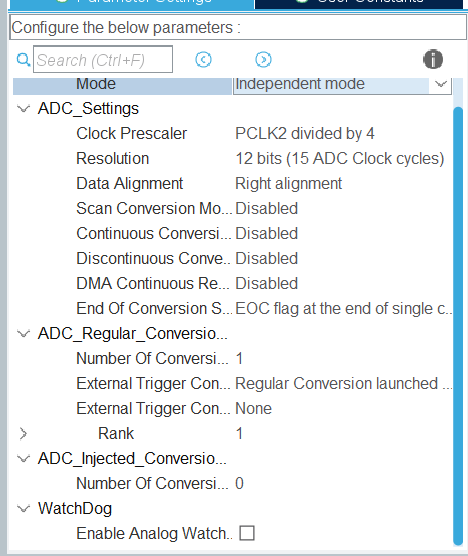 Parameter Settings User Constants
Configure the below parameters :
Search (Ctrl+F)
Mode Independent mode
ADC_Settings
Clock Prescaler PCLK2 divided by 4
Resolution 12 bits (15 ADC Clock cycles)
Data Alignment Right alignment
Scan Conversion Mo... Disabled
Continuous Conversi... Disabled
Discontinuous Conve... Disabled
DMA Continuous Re... Disabled
End Of Conversion S... EOC flag at the end of single c...
ADC_Regular_Conversio...
Number Of Conversi... 1
External Trigger Con... Regular Conversion launched ...
External Trigger Con... None
Rank 1
ADC_Injected_Conversio...
Number Of Conversi... 0
WatchDog
Enable Analog Watch...